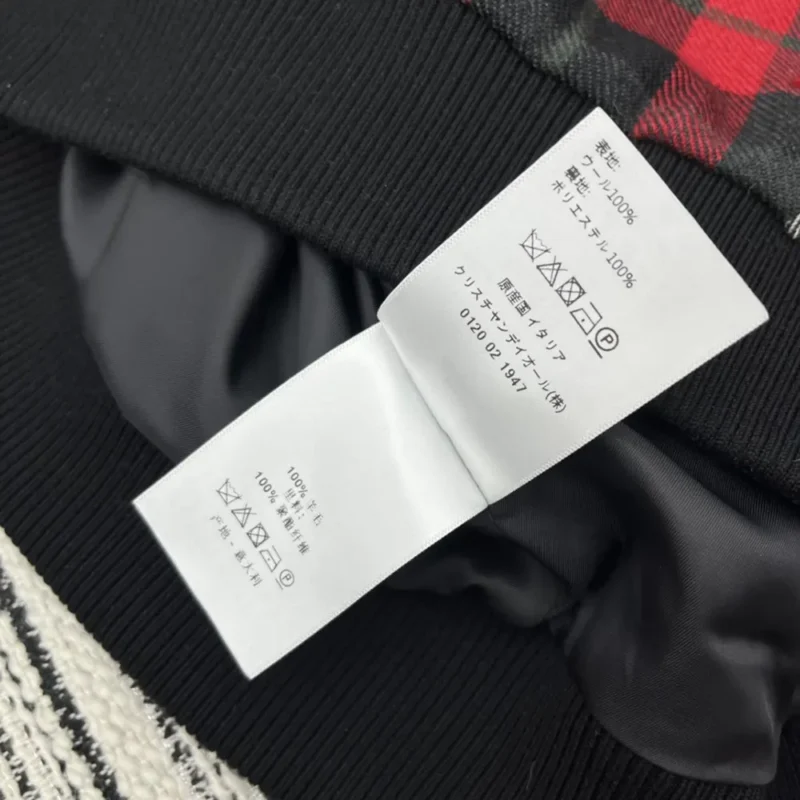 表地:
ウール100%
裏地:
ポリエステル100%
P
原産国 イタリア
クリスチャンディオール(株)
0120 02 1947
100% 羊毛
里料:
100% 聚酯纤维
P
产地 - 意大利